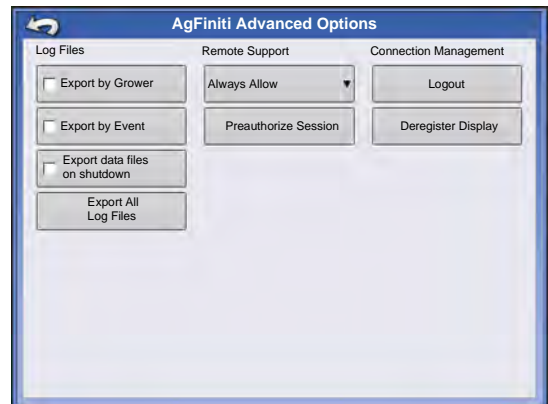 AgFiniti Advanced Options
Log Files
Export by Grower
Export by Event
Export data files
on shutdown
Export All
Log Files
Remote Support
Always Allow
Preauthorize Session
Connection Management
Logout
Deregister Display